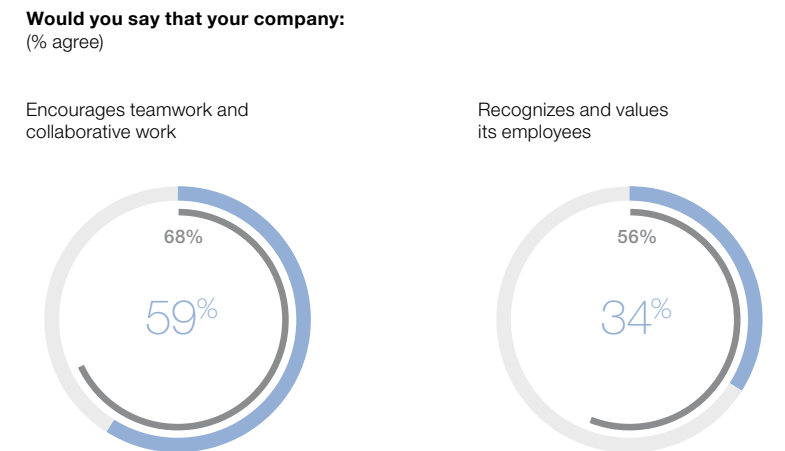 Would you say that your company:
(% agree)
Encourages teamwork and
collaborative work
68%
59%
Recognizes and values
its employees
56%
34%